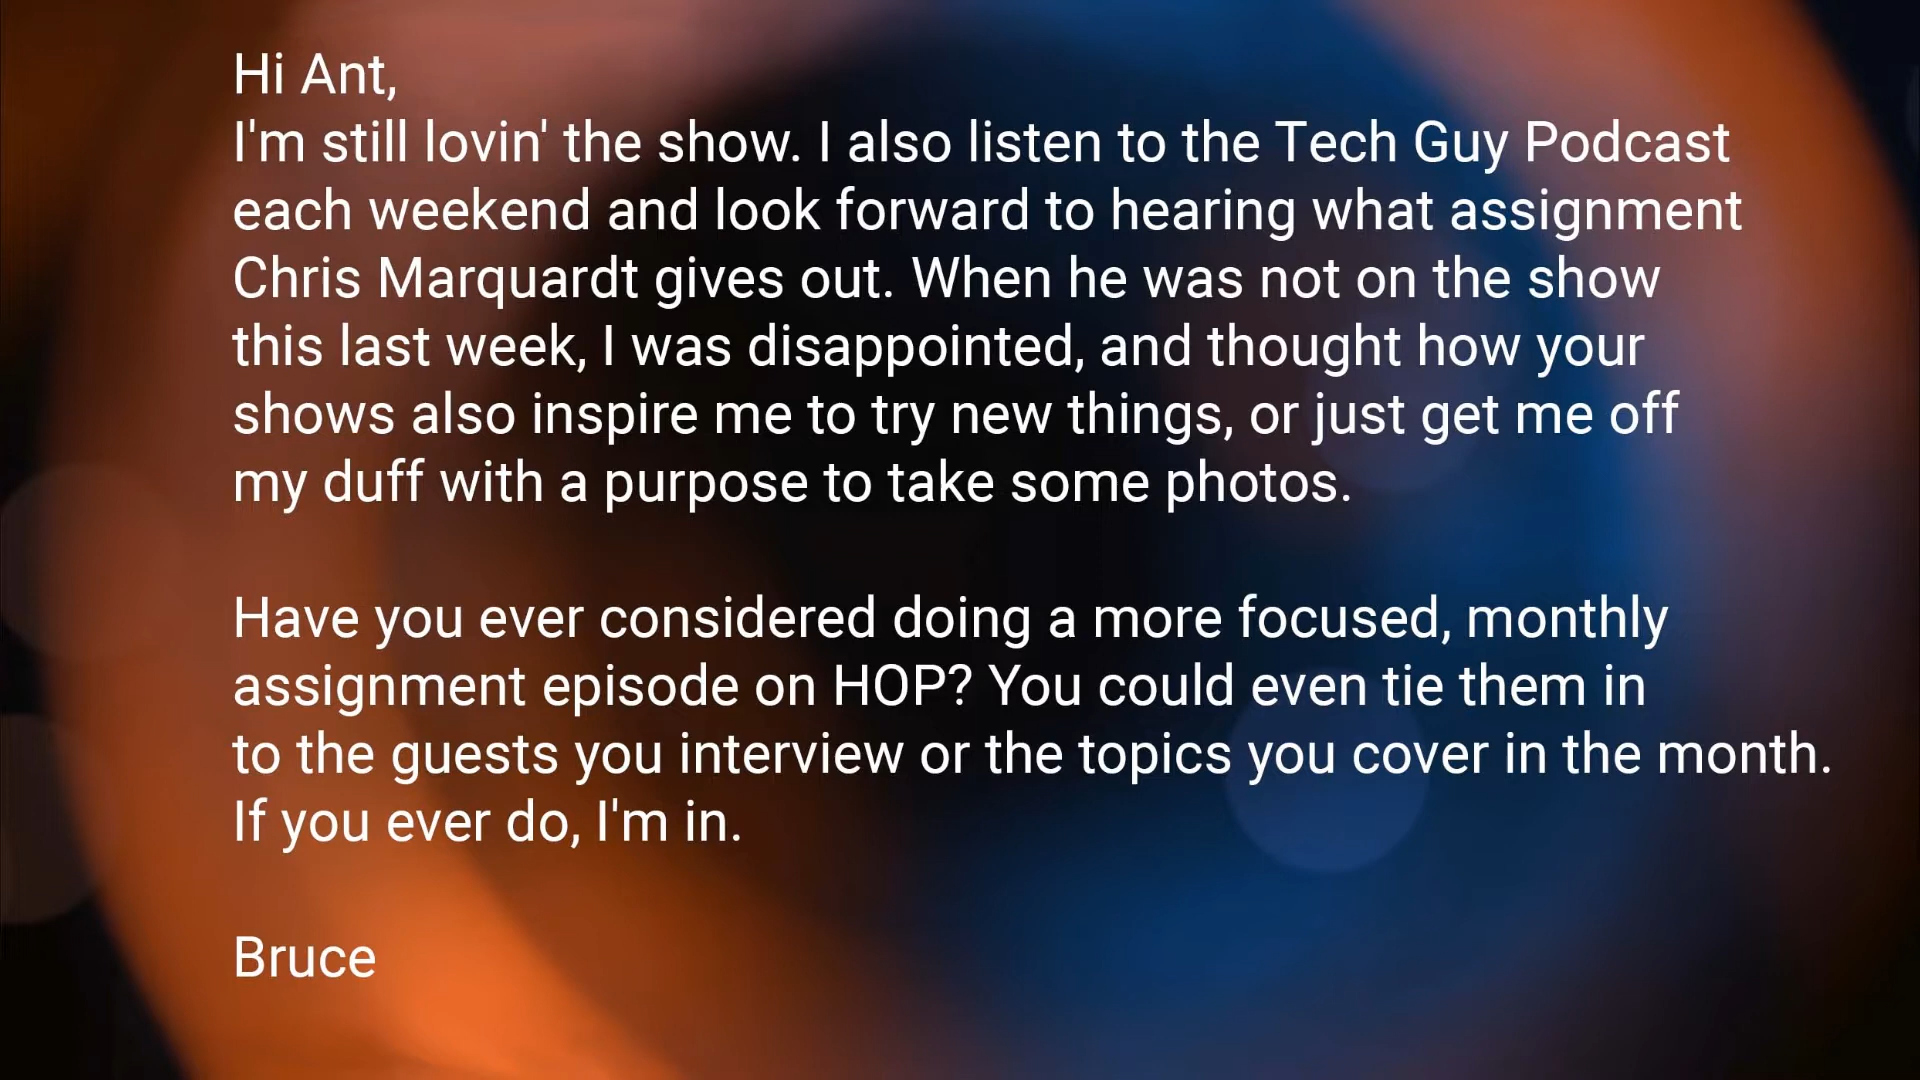 Hi Ant,
I'm still lovin' the show. I also listen to the Tech Guy Podcast
each weekend and look forward to hearing what assignment
Chris Marquardt gives out. When he was not on the show
this last week, I was disappointed, and thought how your
shows also inspire me to try new things, or just get me off
my duff with a purpose to take some photos.
Have you ever considered doing a more focused, monthly
assignment episode on HOP? You could even tie them in
to the guests you interview or the topics you cover in the month.
If you ever do, I'm in.
Bruce